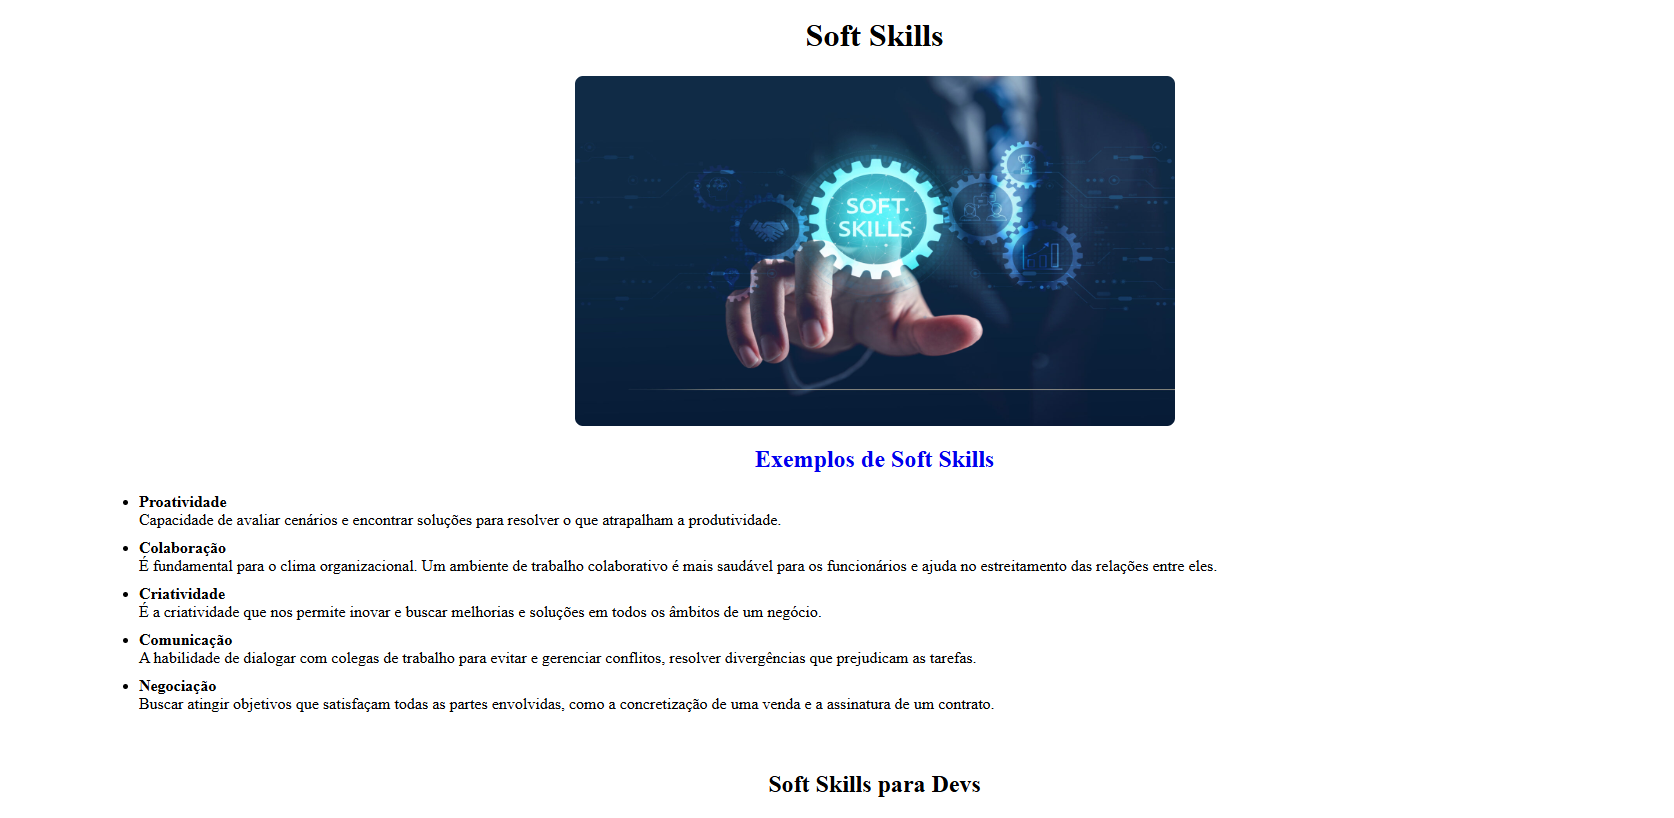 Soft Skills
SOFT
SKILLS
Exemplos de Soft Skills
Proatividade
Capacidade de avaliar cenários e encontrar soluções para resolver o que atrapalham a produtividade.
Colaboração
É fundamental para o clima organizacional. Um ambiente de trabalho colaborativo é mais saudável para os funcionários e ajuda no estreitamento das relações entre eles.
Criatividade
É a criatividade que nos permite inovar e buscar melhorias e soluções em todos os âmbitos de um negócio.
Comunicação
A habilidade de dialogar com colegas de trabalho para evitar e gerenciar conflitos, resolver divergências que prejudicam as tarefas.
Negociação
Buscar atingir objetivos que satisfaçam todas as partes envolvidas, como a concretização de uma venda e a assinatura de um contrato.
Soft Skills para Devs